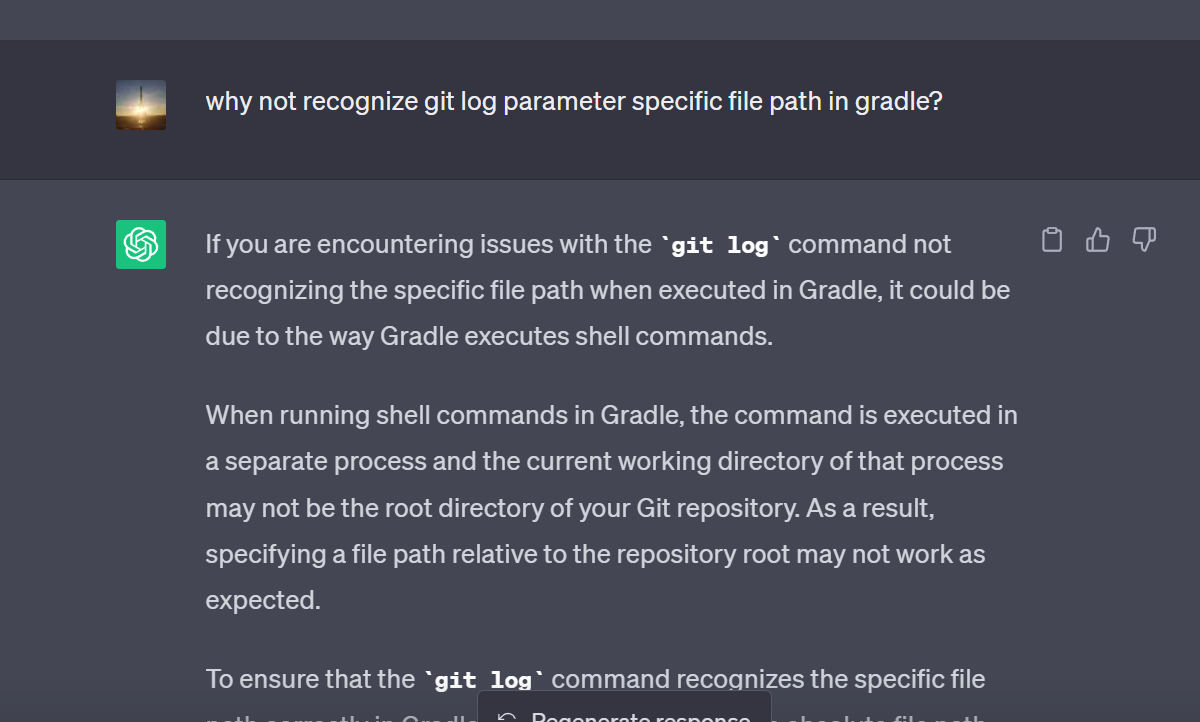 why not recognize git log parameter specific file path in gradle?
If you are encountering issues with the `git log` command not
recognizing the specific file path when executed in Gradle, it could be
due to the way Gradle executes shell commands.
When running shell commands in Gradle, the command is executed in
a separate process and the current working directory of that process
may not be the root directory of your Git repository. As a result,
specifying a file path relative to the repository root may not work as
expected.
To ensure that the `git log` command recognizes the specific file
path correctly in Gradle absolute file path
Regenerate response